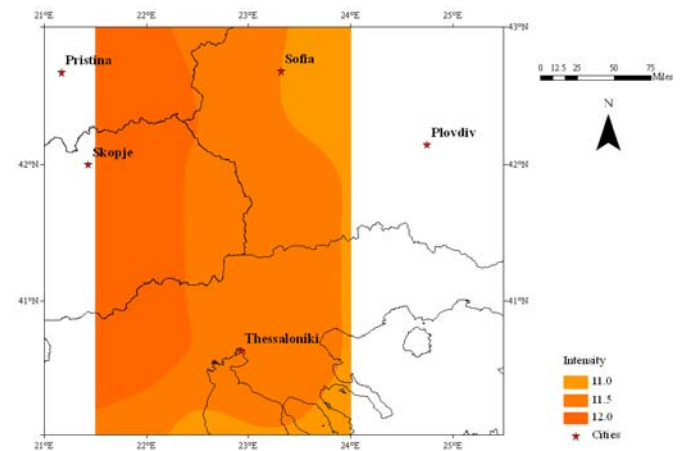 21°E 22°E 23°E 24°E 25°E
43°N 43°N
Pristina
Sofia
0 12.5 25 50 75
Miles
N
Plovdiv
Skopje
42°N 42°N
41°N 41°N
Thessaloniki
Intensity
11.0
11.5
12.0
Cities
21°E 22°E 23°E 24°E 25°E